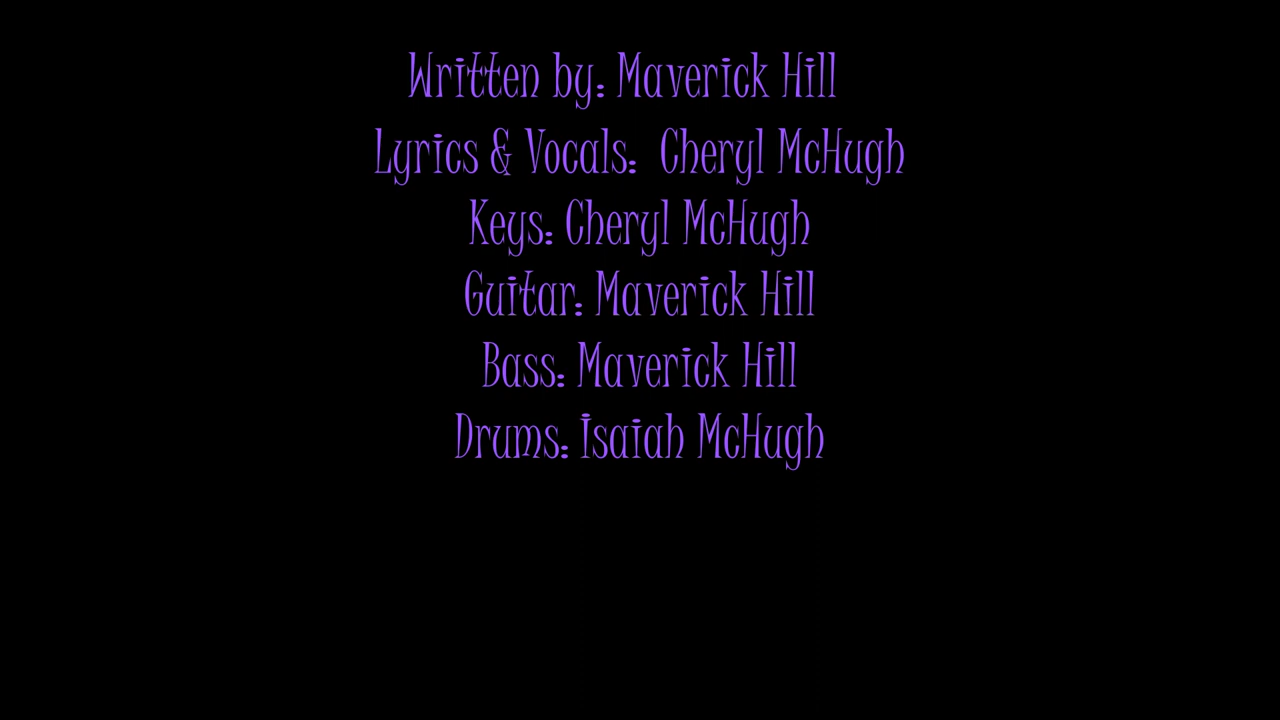 Written by: Maverick Hill
Lyrics & Vocals:  Cheryl McHugh
Keys: Cheryl McHugh
Guitar: Maverick Hill
Bass: Maverick Hill
Drums: Isaiah McHugh